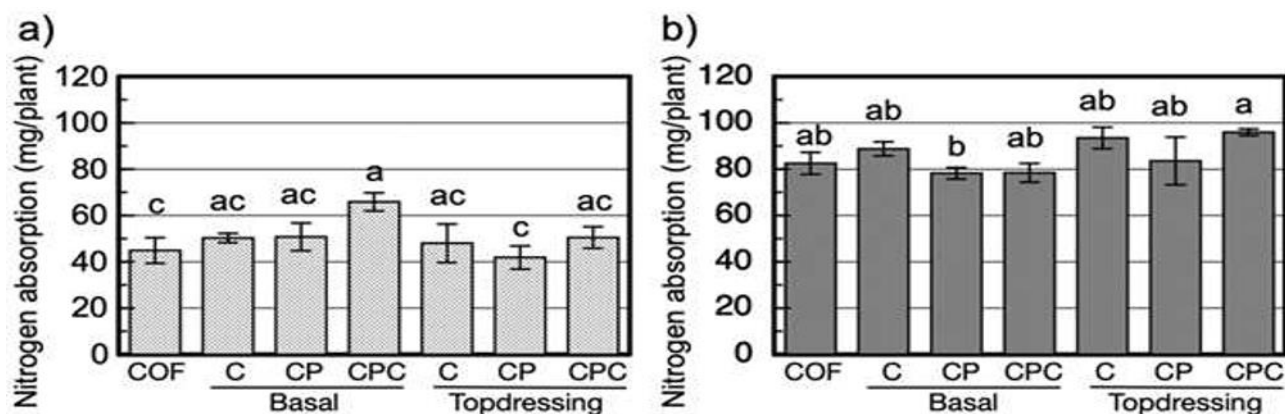 a)
Nitrogen absorption (mg/plant)
120
100
80
60
40
20
0
c ac ac a ac c ac
COF C CP CPC C CP CPC
Basal Topdressing
b)
Nitrogen absorption (mg/plant)
120
100
80
60
40
20
0
ab ab b ab ab ab a
COF C CP CPC C CP CPC
Basal Topdressing